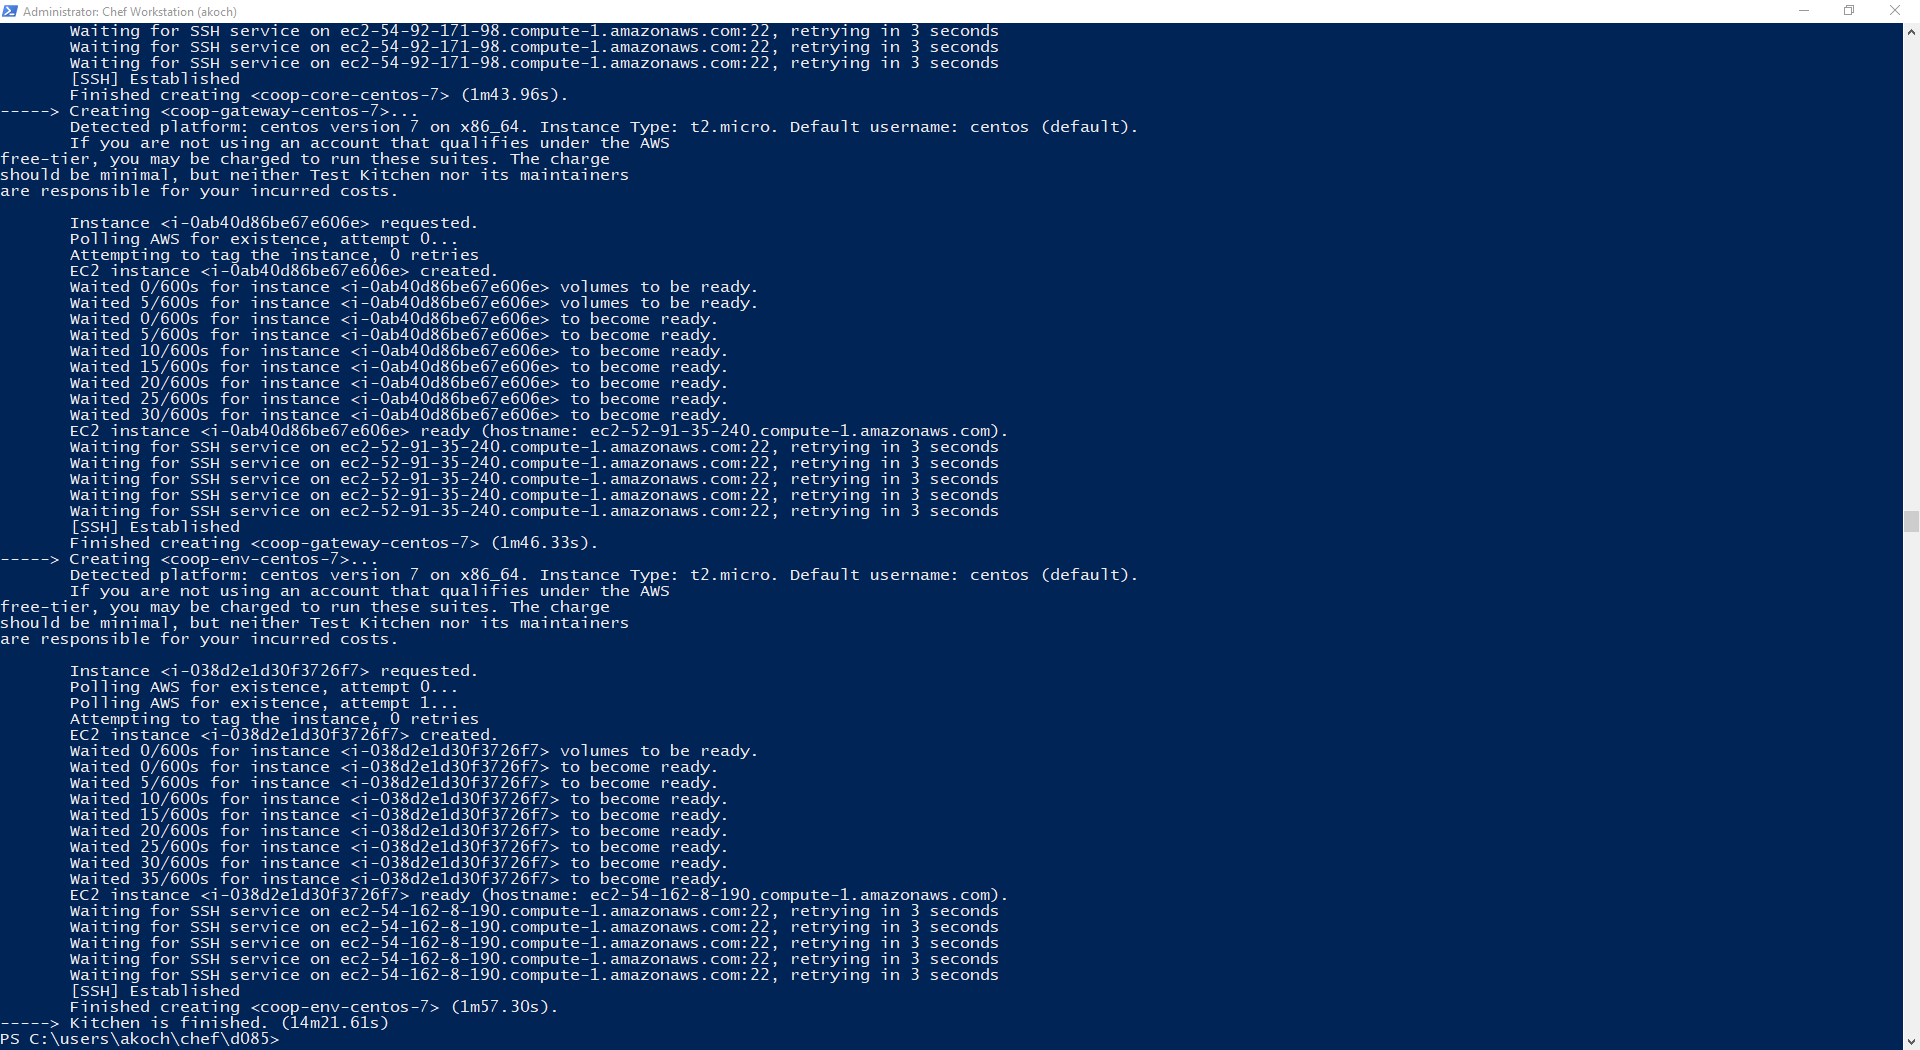 Administrator: Chef Workstation (akoch)
Waiting for SSH service on ec2-54-92-171-98.compute-1.amazonaws.com:22, retrying in 3 seconds
Waiting for SSH service on ec2-54-92-171-98.compute-1.amazonaws.com:22, retrying in 3 seconds
Waiting for SSH service on ec2-54-92-171-98.compute-1.amazonaws.com:22, retrying in 3 seconds
[SSH] Established
Finished creating <coop-core-centos-7> (1m43.96s).
-----> Creating <coop-gateway-centos-7>...
Detected platform: centos version 7 on x86_64. Instance Type: t2.micro. Default username: centos (default).
If you are not using an account that qualifies under the AWS
free-tier, you may be charged to run these suites. The charge
should be minimal, but neither Test Kitchen nor its maintainers
are responsible for your incurred costs.
Instance <i-0ab40d86be67e606e> requested.
Polling AWS for existence, attempt 0...
Attempting to tag the instance, 0 retries
EC2 instance <i-0ab40d86be67e606e> created.
Waited 0/600s for instance <i-0ab40d86be67e606e> volumes to be ready.
Waited 5/600s for instance <i-0ab40d86be67e606e> volumes to be ready.
Waited 0/600s for instance <i-0ab40d86be67e606e> to become ready.
Waited 5/600s for instance <i-0ab40d86be67e606e> to become ready.
Waited 10/600s for instance <i-0ab40d86be67e606e> to become ready.
Waited 15/600s for instance <i-0ab40d86be67e606e> to become ready.
Waited 20/600s for instance <i-0ab40d86be67e606e> to become ready.
Waited 25/600s for instance <i-0ab40d86be67e606e> to become ready.
Waited 30/600s for instance <i-0ab40d86be67e606e> to become ready.
EC2 instance <i-0ab40d86be67e606e> ready (hostname: ec2-52-91-35-240.compute-1.amazonaws.com).
Waiting for SSH service on ec2-52-91-35-240.compute-1.amazonaws.com:22, retrying in 3 seconds
Waiting for SSH service on ec2-52-91-35-240.compute-1.amazonaws.com:22, retrying in 3 seconds
Waiting for SSH service on ec2-52-91-35-240.compute-1.amazonaws.com:22, retrying in 3 seconds
Waiting for SSH service on ec2-52-91-35-240.compute-1.amazonaws.com:22, retrying in 3 seconds
Waiting for SSH service on ec2-52-91-35-240.compute-1.amazonaws.com:22, retrying in 3 seconds
[SSH] Established
Finished creating <coop-gateway-centos-7> (1m46.33s).
-----> Creating <coop-env-centos-7>...
Detected platform: centos version 7 on x86_64. Instance Type: t2.micro. Default username: centos (default).
If you are not using an account that qualifies under the AWS
free-tier, you may be charged to run these suites. The charge
should be minimal, but neither Test Kitchen nor its maintainers
are responsible for your incurred costs.
Instance <i-038d2e1d30f3726f7> requested.
Polling AWS for existence, attempt 0...
Polling AWS for existence, attempt 1...
Attempting to tag the instance, 0 retries
EC2 instance <i-038d2e1d30f3726f7> created.
Waited 0/600s for instance <i-038d2e1d30f3726f7> volumes to be ready.
Waited 0/600s for instance <i-038d2e1d30f3726f7> to become ready.
Waited 5/600s for instance <i-038d2e1d30f3726f7> to become ready.
Waited 10/600s for instance <i-038d2e1d30f3726f7> to become ready.
Waited 15/600s for instance <i-038d2e1d30f3726f7> to become ready.
Waited 20/600s for instance <i-038d2e1d30f3726f7> to become ready.
Waited 25/600s for instance <i-038d2e1d30f3726f7> to become ready.
Waited 30/600s for instance <i-038d2e1d30f3726f7> to become ready.
Waited 35/600s for instance <i-038d2e1d30f3726f7> to become ready.
EC2 instance <i-038d2e1d30f3726f7> ready (hostname: ec2-54-162-8-190.compute-1.amazonaws.com).
Waiting for SSH service on ec2-54-162-8-190.compute-1.amazonaws.com:22, retrying in 3 seconds
Waiting for SSH service on ec2-54-162-8-190.compute-1.amazonaws.com:22, retrying in 3 seconds
Waiting for SSH service on ec2-54-162-8-190.compute-1.amazonaws.com:22, retrying in 3 seconds
Waiting for SSH service on ec2-54-162-8-190.compute-1.amazonaws.com:22, retrying in 3 seconds
Waiting for SSH service on ec2-54-162-8-190.compute-1.amazonaws.com:22, retrying in 3 seconds
[SSH] Established
Finished creating <coop-env-centos-7> (1m57.30s).
-----> Kitchen is finished. (14m21.61s)
PS C:\users\akoch\chef\d085>